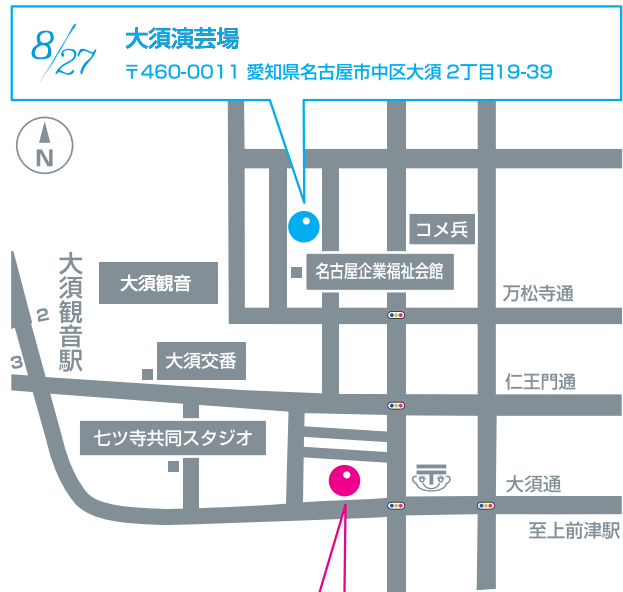 8/27
大須演芸場
〒460-0011 愛知県名古屋市中区大須 2丁目19-39
N
コメ兵
名古屋企業福祉会館
大須観音
大須観音駅
2
万松寺通
3
大須交番
仁王門通
七ツ寺共同スタジオ
大須通
至上前津駅